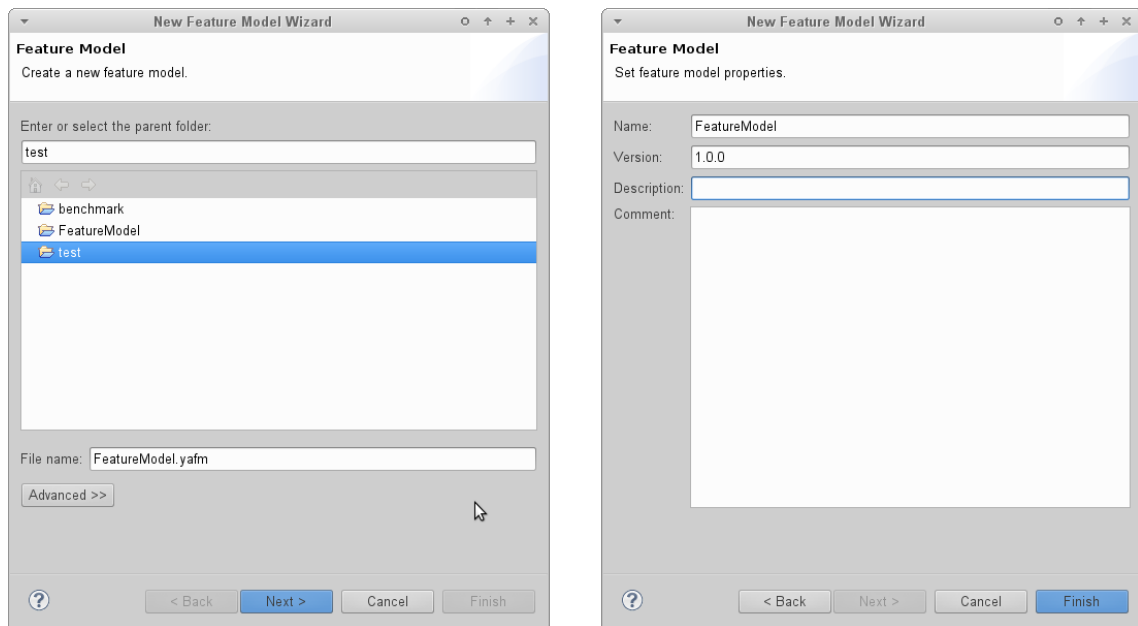 New Feature Model Wizard
Feature Model
Create a new feature model.
Enter or select the parent folder:
test
benchmark
FeatureModel
test
File name: FeatureModel.yafm
Advanced >>
< Back Next > Cancel Finish
New Feature Model Wizard
Feature Model
Set feature model properties.
Name: FeatureModel
Version: 1.0.0
Description:
Comment:
< Back Next > Cancel Finish